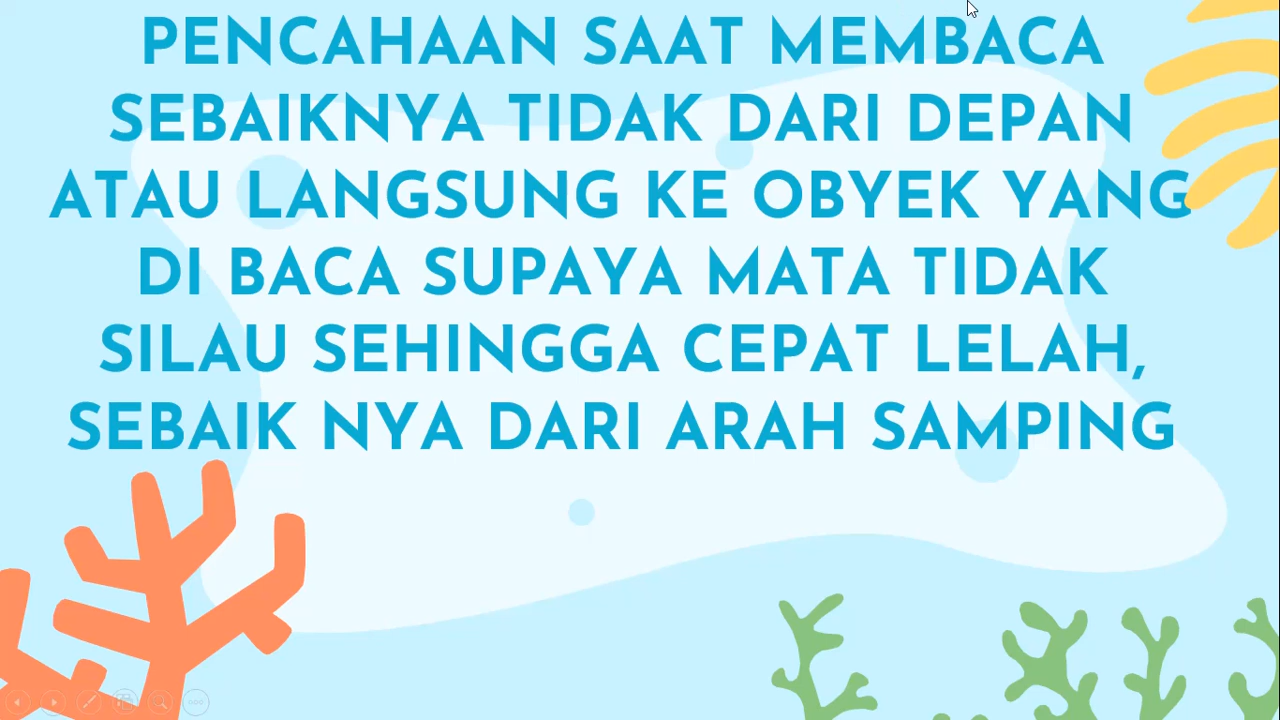 PENCAHAAN SAAT MEMBACA
SEBAIKNYA TIDAK DARI DEPAN
ATAU LANGSUNG KE OBYEK YANG
DI BACA SUPAYA MATA TIDAK
SILAU SEHINGGA CEPAT LELAH,
SEBAIK NYA DARI ARAH SAMPING